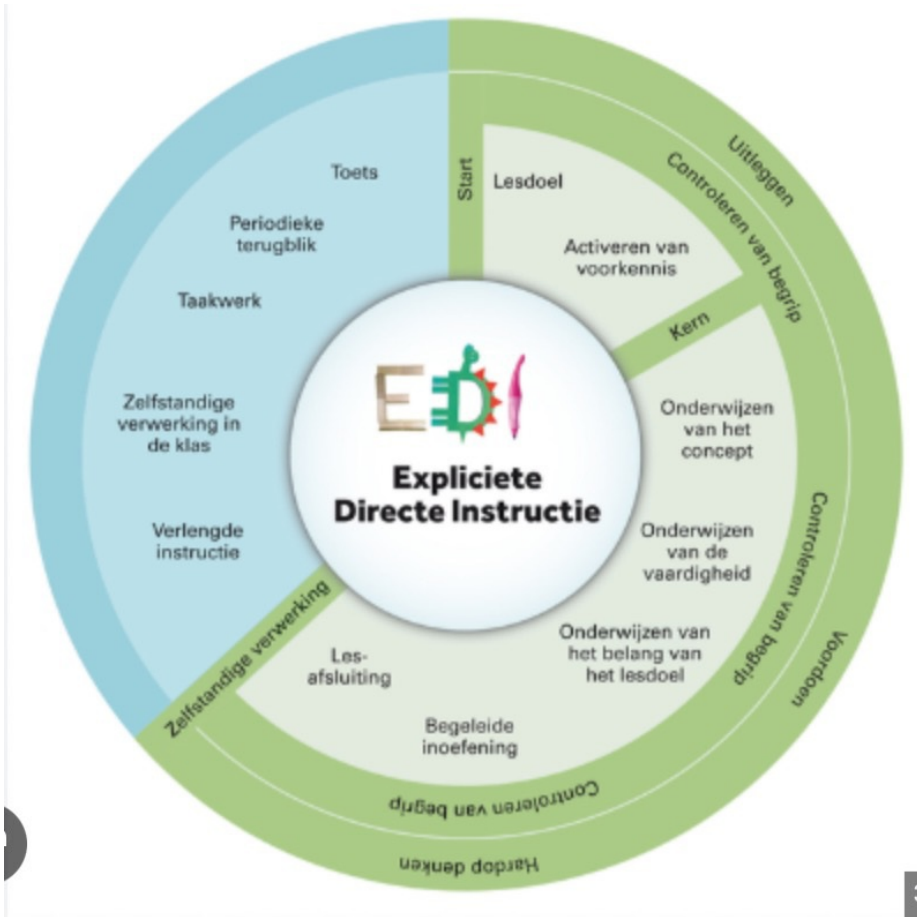 Start
Lesdoel
Activeren van
voorkennis
Kern
Onderwijzen
van het
concept
Onderwijzen
van de
vaardigheid
Onderwijzen van
het belang van
het lesdoel
Begeleide
inoefening
Les-
afsluiting
Zelfstandige verwerking
Verlengde
instructie
Zelfstandige
verwerking in
de klas
Taakwerk
Periodieke
terugblik
Toets
Controleren van begrip
Controleren van begrip
Controleren van begrip
Uitleggen
Voordoen
Hardop denken
EDI
Expliciete
Directe Instructie